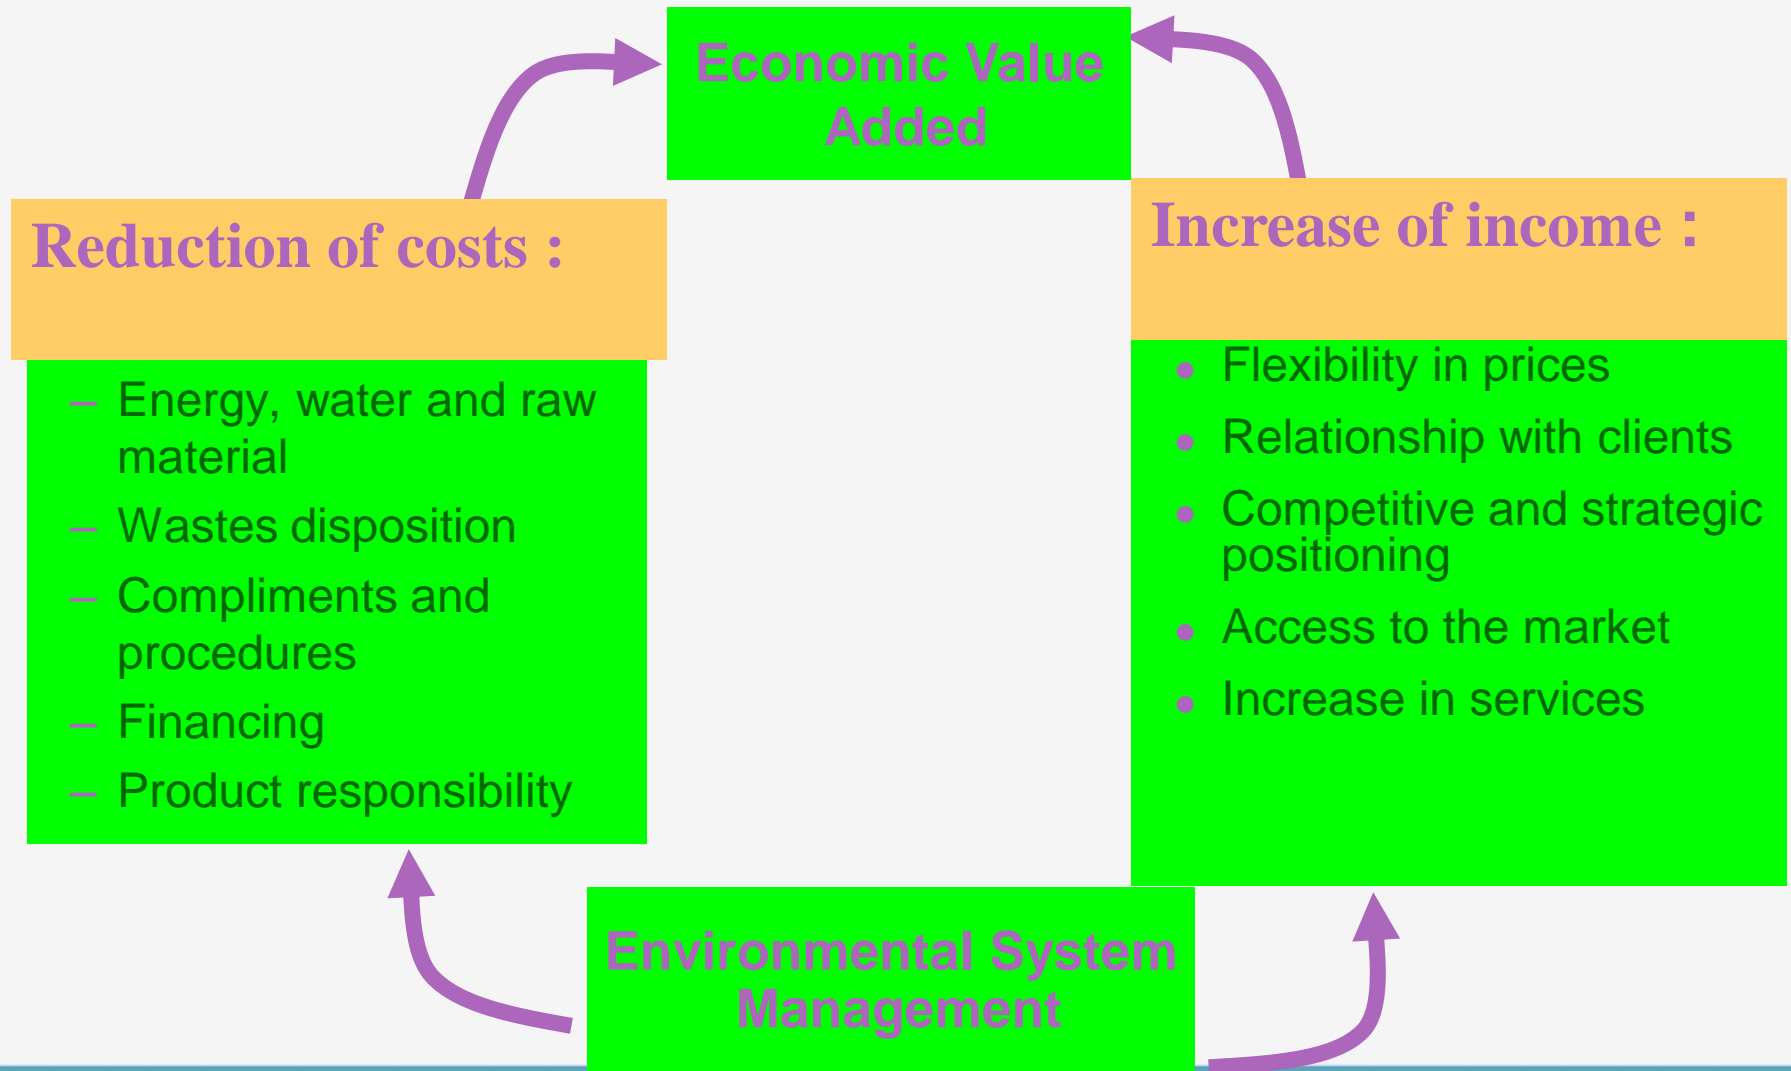 Economic Value
Added
Reduction of costs :
– Energy, water and raw
material
– Wastes disposition
– Compliments and
procedures
– Financing
– Product responsibility
Increase of income :
● Flexibility in prices
● Relationship with clients
● Competitive and strategic
positioning
● Access to the market
● Increase in services
Environmental System
Management